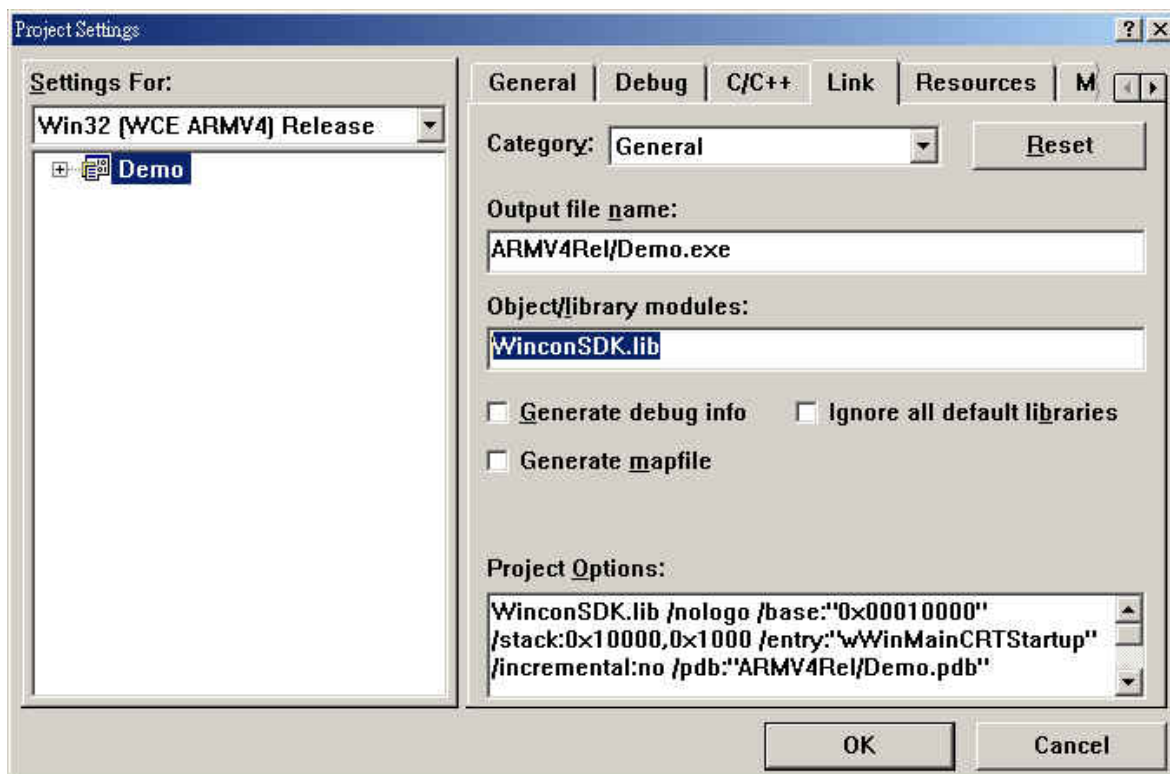 Project Settings
Settings For:
Win32 (WCE ARMV4) Release
Demo
General Debug C/C++ Link Resources M
Category: General Reset
Output file name:
ARMV4Rel/Demo.exe
Object/library modules:
WinconSDK.lib
Generate debug info Ignore all default libraries
Generate mapfile
Project Options:
WinconSDK.lib /nologo /base:"0x00010000"
/stack:0x10000,0x1000 /entry:"wWinMainCRTStartup"
/incremental:no /pdb:"ARMV4Rel/Demo.pdb"
OK Cancel